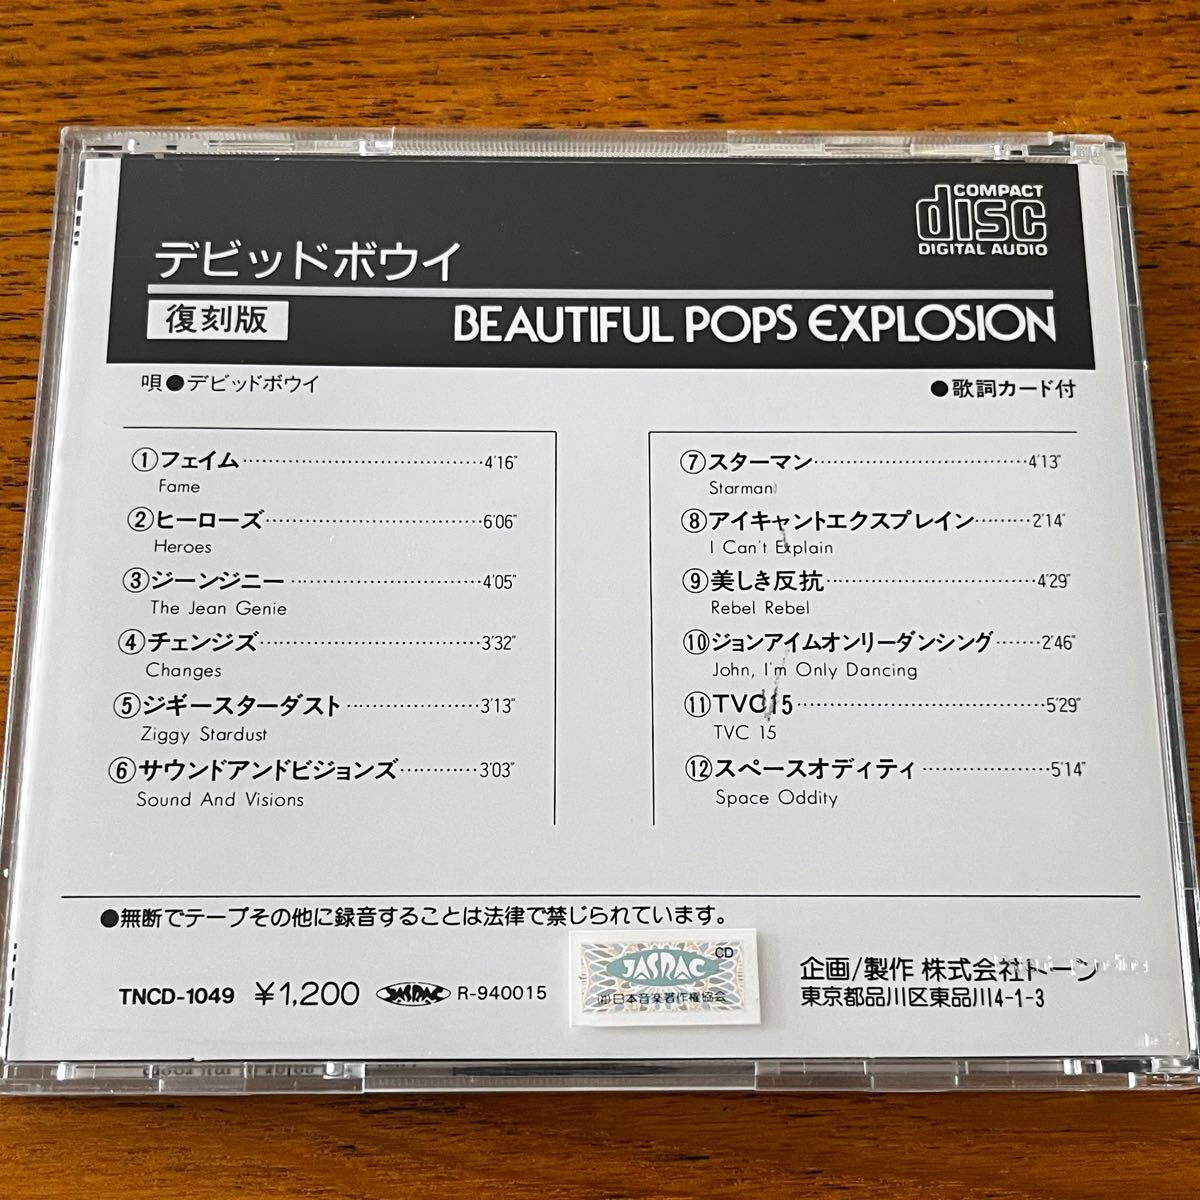 COMPACT
disc
DIGITAL AUDIO
デビッドボウイ
復刻版
BEAUTIFUL POPS EXPLOSION
唄●デビッドボウイ
●歌詞カード付
①フェイム……………………………4′16″
Fame
②ヒーローズ…………………………6′06″
Heroes
③ジーンジニー………………………4′05″
The Jean Genie
④チェンジズ…………………………3′32″
Changes
⑤ジギースターダスト………………3′13″
Ziggy Stardust
⑥サウンドアンドビジョンズ………3′03″
Sound And Visions
⑦スターマン…………………………4′13″
Starman
⑧アイキャントエクスプレイン……2′14″
I Can't Explain
⑨美しき反抗…………………………4′29″
Rebel Rebel
⑩ジョンアイムオンリーダンシング……2′46″
John, I'm Only Dancing
⑪TVC15………………………………5′29″
TVC 15
⑫スペースオディティ………………5′14″
Space Oddity
●無断でテープその他に録音することは法律で禁じられています。
TNCD-1049 ￥1,200 JASRAC R-940015
CD
JASRAC
(社)日本音楽著作権協会
企画/製作 株式会社トーン
東京都品川区東品川4-1-3